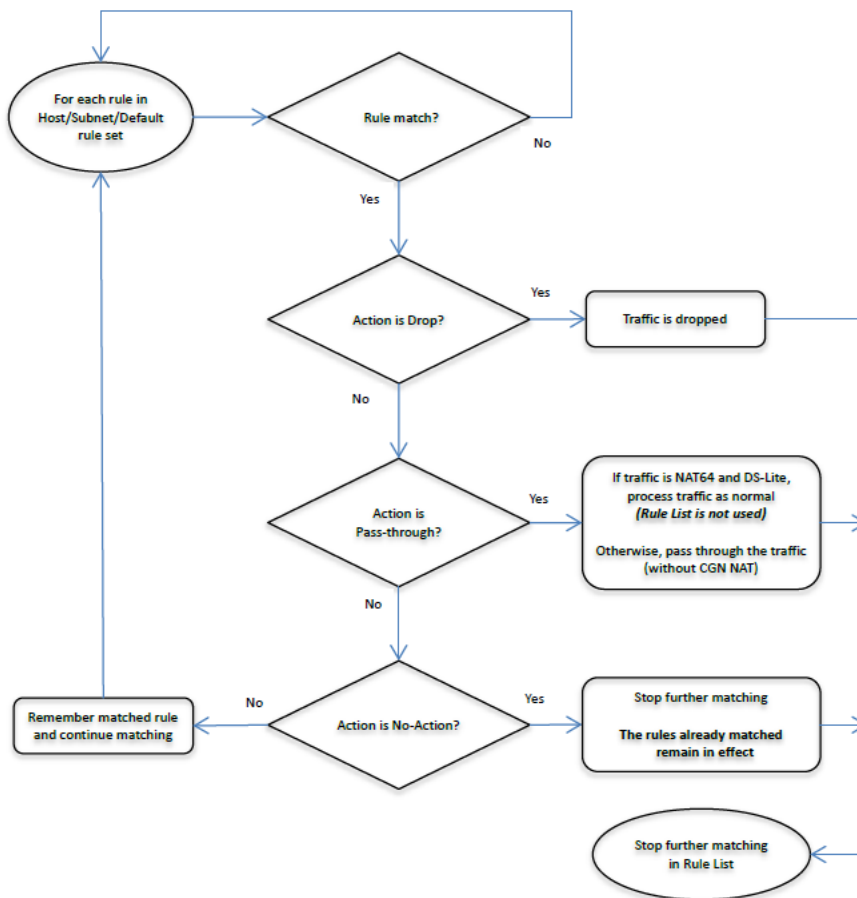 For each rule in
Host/Subnet/Default
rule set
Rule match?
No
Yes
Action is Drop?
Yes
Traffic is dropped
No
Action is
Pass-through?
Yes
If traffic is NAT64 and DS-Lite,
process traffic as normal
(Rule List is not used)
Otherwise, pass through the traffic
(without CGN NAT)
No
Action is No-Action?
No
Remember matched rule
and continue matching
Yes
Stop further matching
The rules already matched
remain in effect
Stop further matching
in Rule List